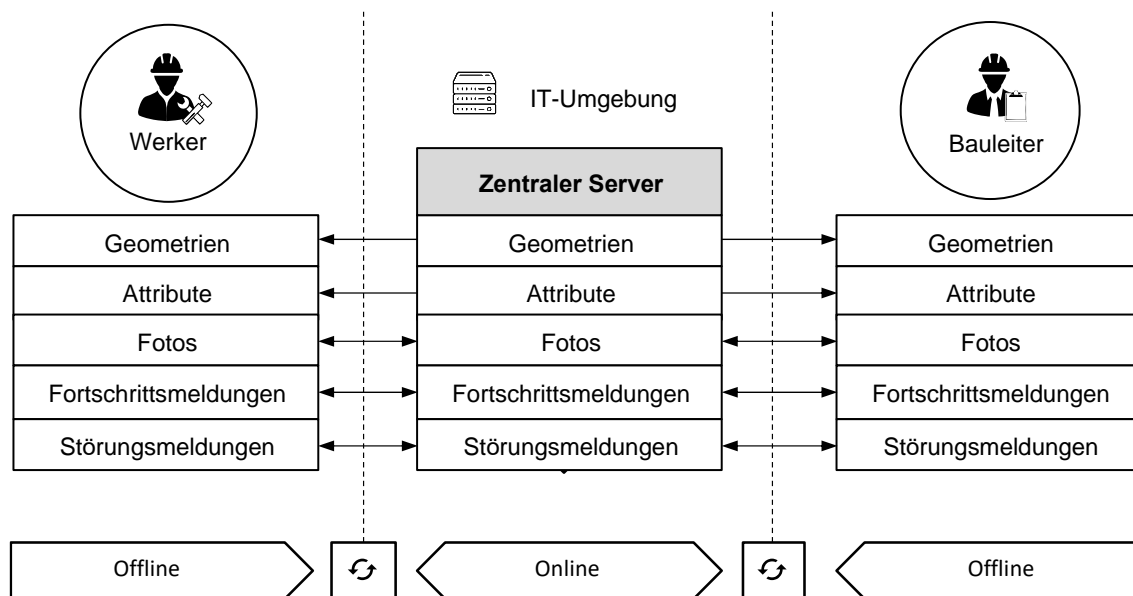 Werker
IT-Umgebung
Bauleiter
Zentraler Server
Geometrien Geometrien Geometrien
Attribute Attribute Attribute
Fotos Fotos Fotos
Fortschrittsmeldungen Fortschrittsmeldungen Fortschrittsmeldungen
Störungsmeldungen Störungsmeldungen Störungsmeldungen
Offline Online Offline